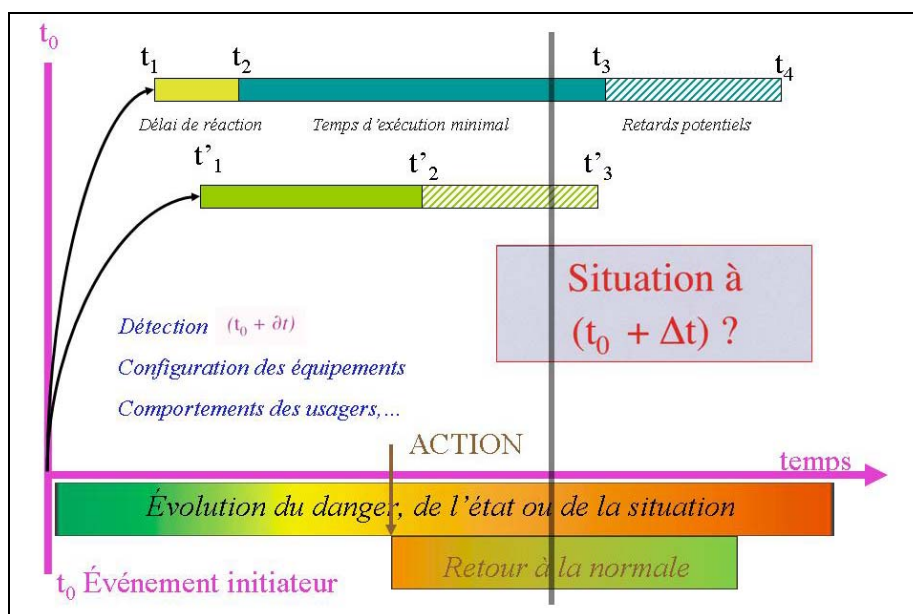 t0
t1 t2 t3 t4
Délai de réaction Temps d'exécution minimal Retards potentiels
t'1 t'2 t'3
Situation à
(t0 + Δt) ?
Détection (t0 + ∂t)
Configuration des équipements
Comportements des usagers,...
ACTION
temps
Évolution du danger, de l'état ou de la situation
Retour à la normale
t0 Événement initiateur